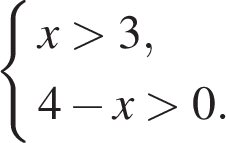 x > 3,
4 − x > 0.